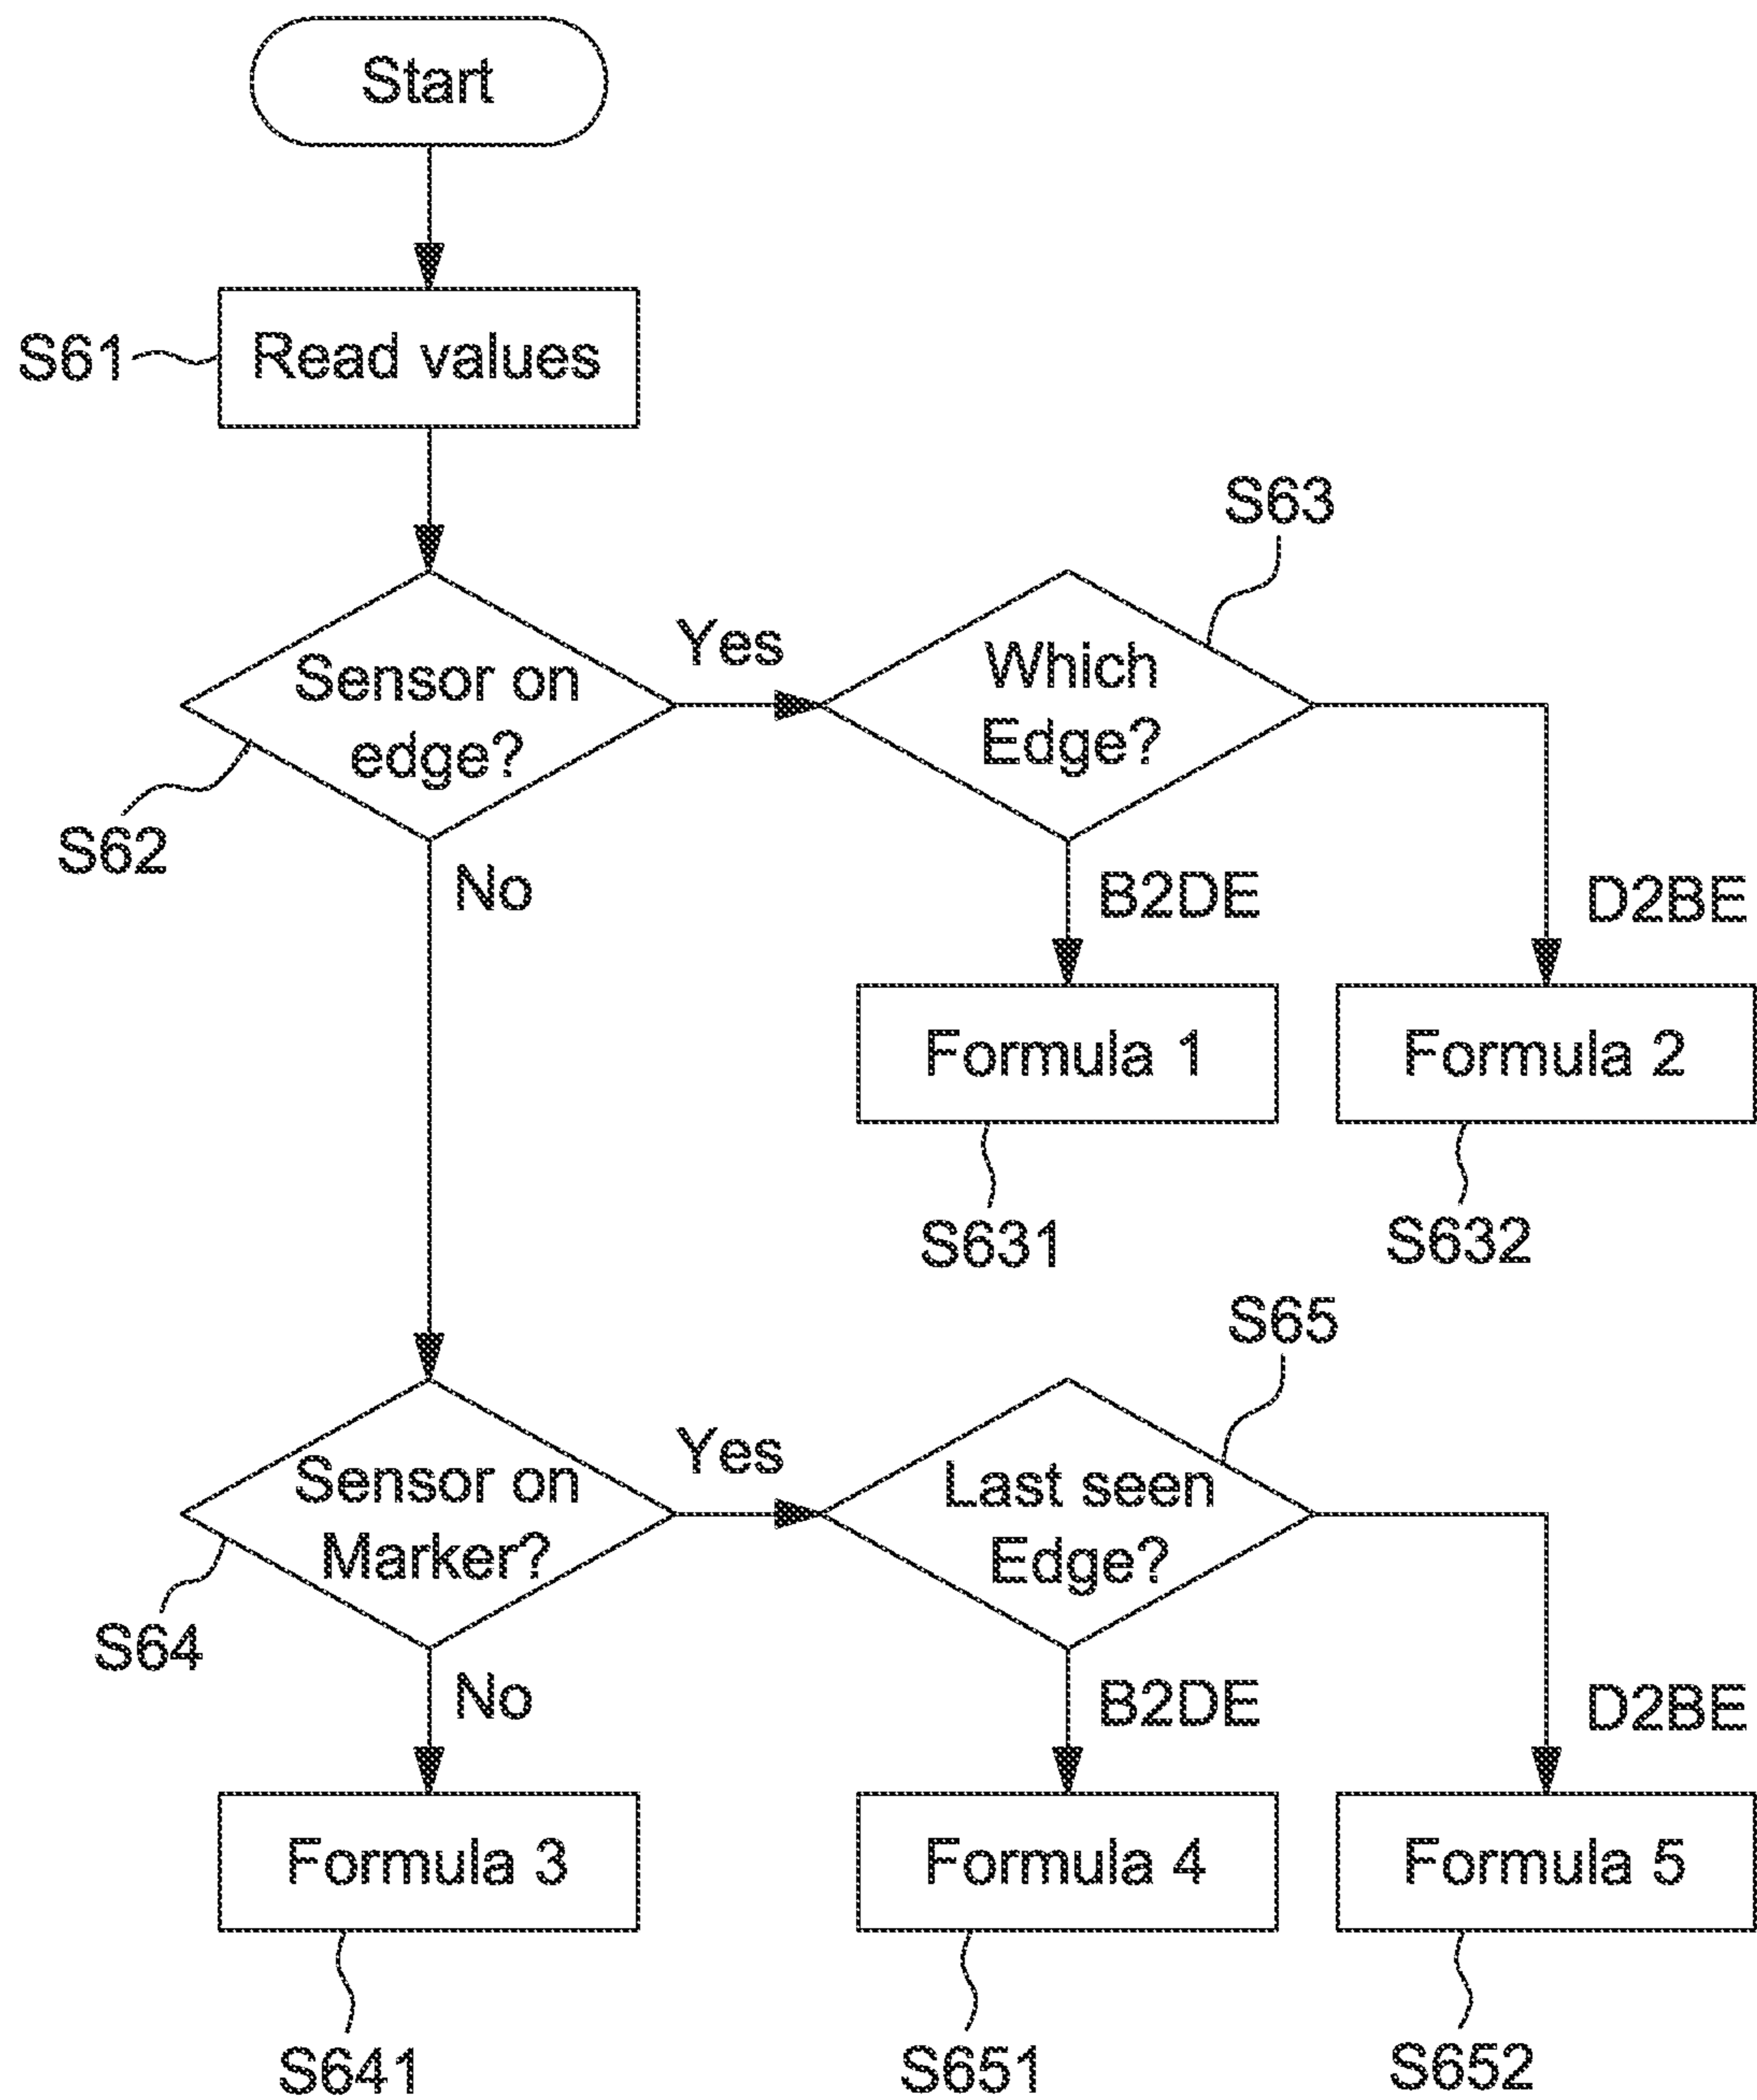 Start
S61
Read values
S63
Sensor on
edge?
Yes
Which
Edge?
S62
No
B2DE
D2BE
Formula 1
Formula 2
S631
S632
S65
Sensor on
Marker?
Yes
Last seen
Edge?
S64
No
B2DE
D2BE
Formula 3
Formula 4
Formula 5
S641
S651
S652